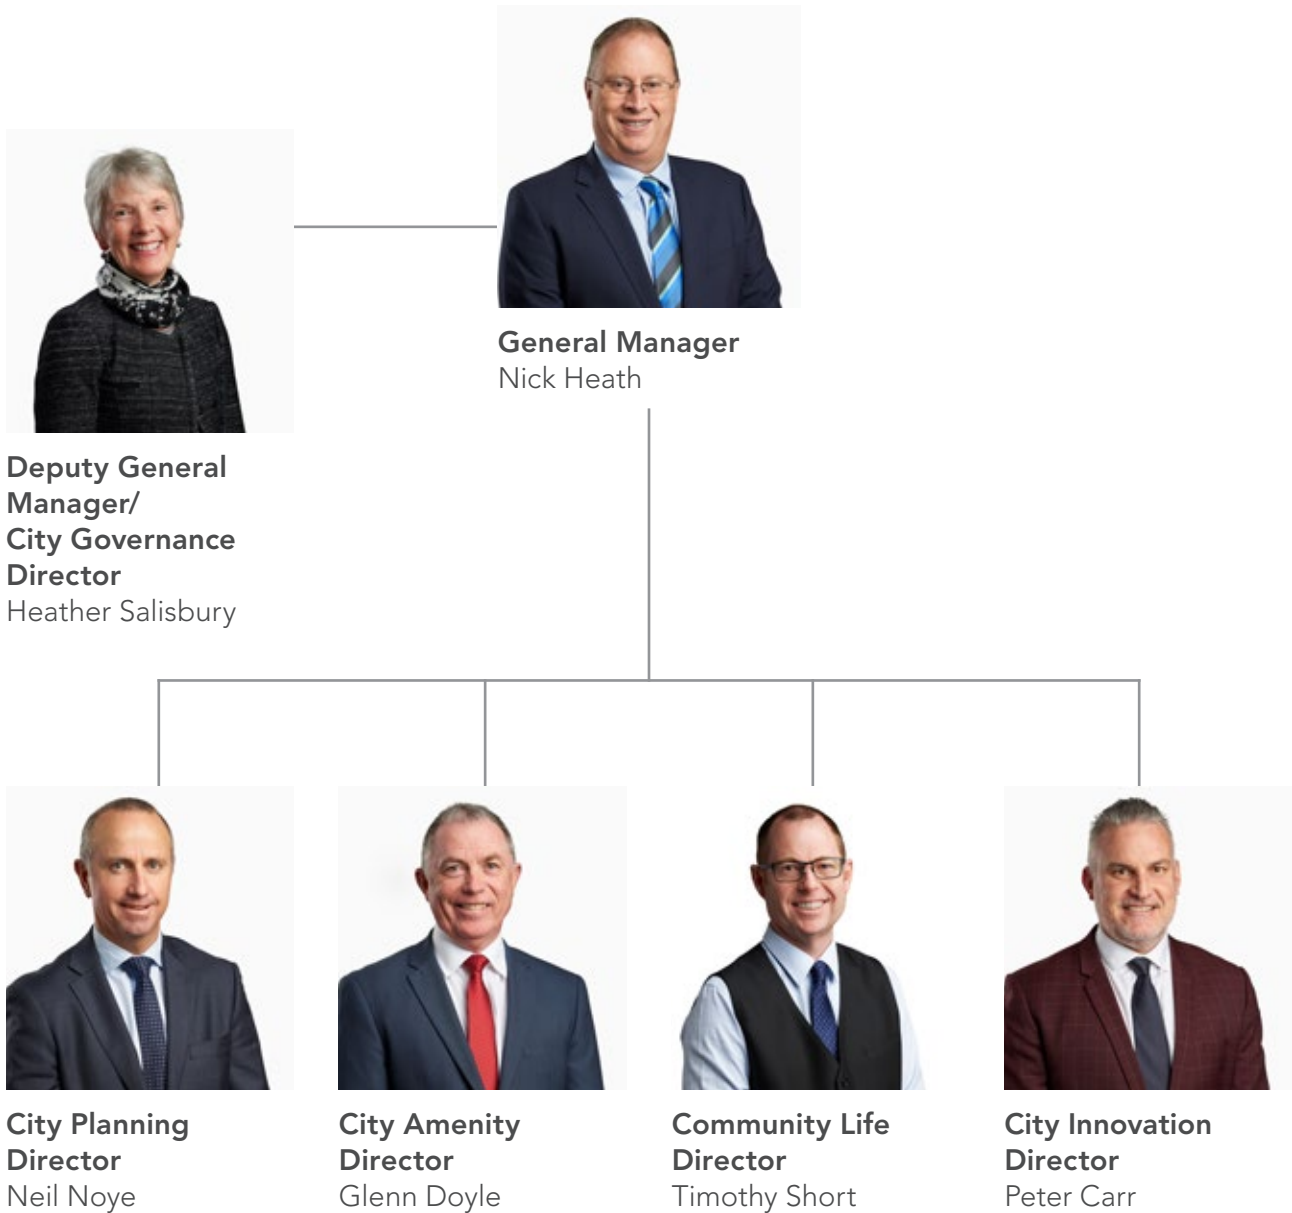 General Manager
Nick Heath
Deputy General
Manager/
City Governance
Director
Heather Salisbury
City Planning
Director
Neil Noye
City Amenity
Director
Glenn Doyle
Community Life
Director
Timothy Short
City Innovation
Director
Peter Carr